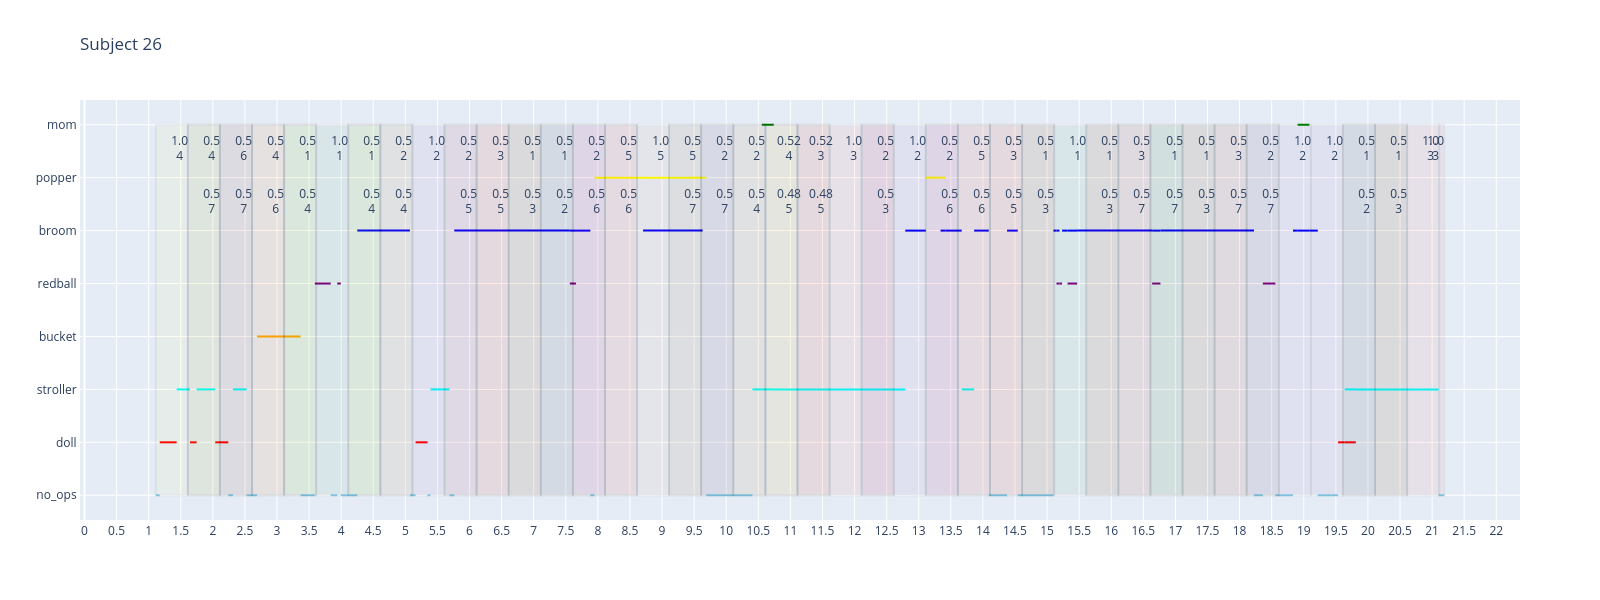 Subject 26
mom
1.0 0.5 0.5 0.5 0.5 1.0 0.5 0.5 1.0 0.5 0.5 0.5 0.5 0.5 0.5 1.0 0.5 0.5 0.5 0.52 0.52 1.0 0.5 1.0 0.5 0.5 0.5 0.5 1.0 0.5 0.5 0.5 0.5 0.5 0.5 1.0 1.0 0.5 0.5
4 4 6 4 1 1 1 2 2 2 3 1 1 2 5 5 5 2 2 4 3 3 2 2 2 5 3 1 1 1 3 1 1 3 2 2 2 1 1 3 3
popper
0.5 0.5 0.5 0.5 0.5 0.5 0.5 0.5 0.5 0.5 0.5 0.5 0.5 0.5 0.5 0.48 0.48 0.5 0.5 0.5 0.5 0.5 0.5 0.5 0.5 0.5 0.5 0.5 0.5 0.5
7 7 6 4 4 4 5 5 3 2 6 6 7 7 4 5 5 3 6 6 5 3 3 7 7 3 7 7 2 3
broom
redball
bucket
stroller
doll
no_ops
0 0.5 1 1.5 2 2.5 3 3.5 4 4.5 5 5.5 6 6.5 7 7.5 8 8.5 9 9.5 10 10.5 11 11.5 12 12.5 13 13.5 14 14.5 15 15.5 16 16.5 17 17.5 18 18.5 19 19.5 20 20.5 21 21.5 22